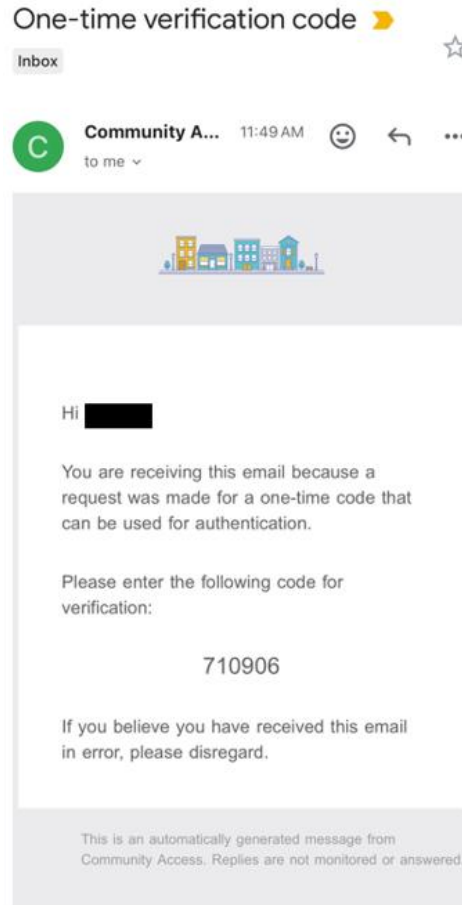 One-time verification code
Inbox
C
Community A... 11:49 AM
to me
Hi
You are receiving this email because a
request was made for a one-time code that
can be used for authentication.
Please enter the following code for
verification:
710906
If you believe you have received this email
in error, please disregard.
This is an automatically generated message from
Community Access. Replies are not monitored or answered.